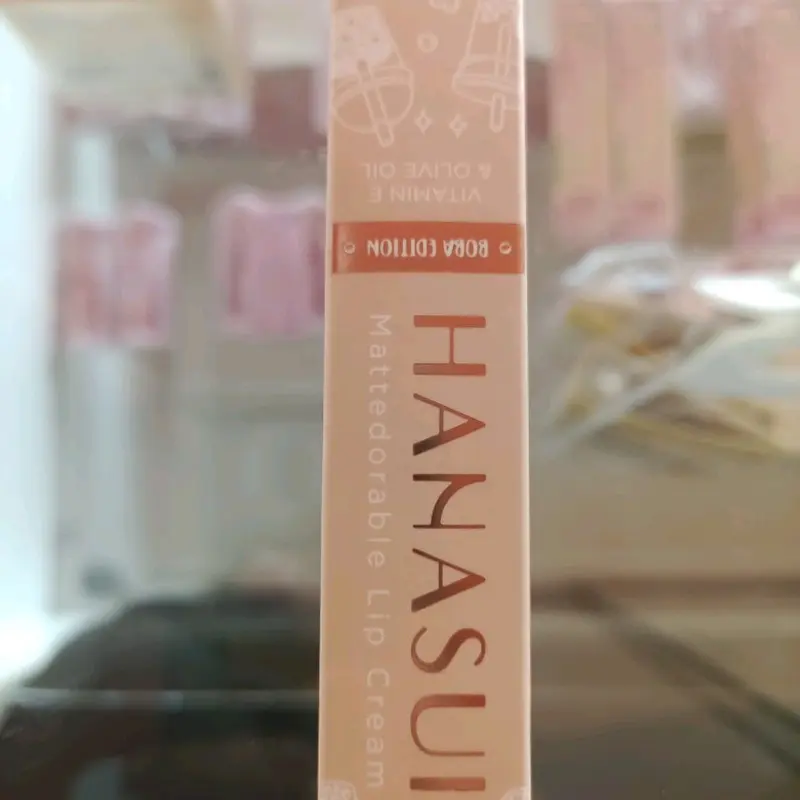 VITAMIN E
& OLIVE OIL
BOBA EDITION
HANASUI
Mattedorable Lip Cream